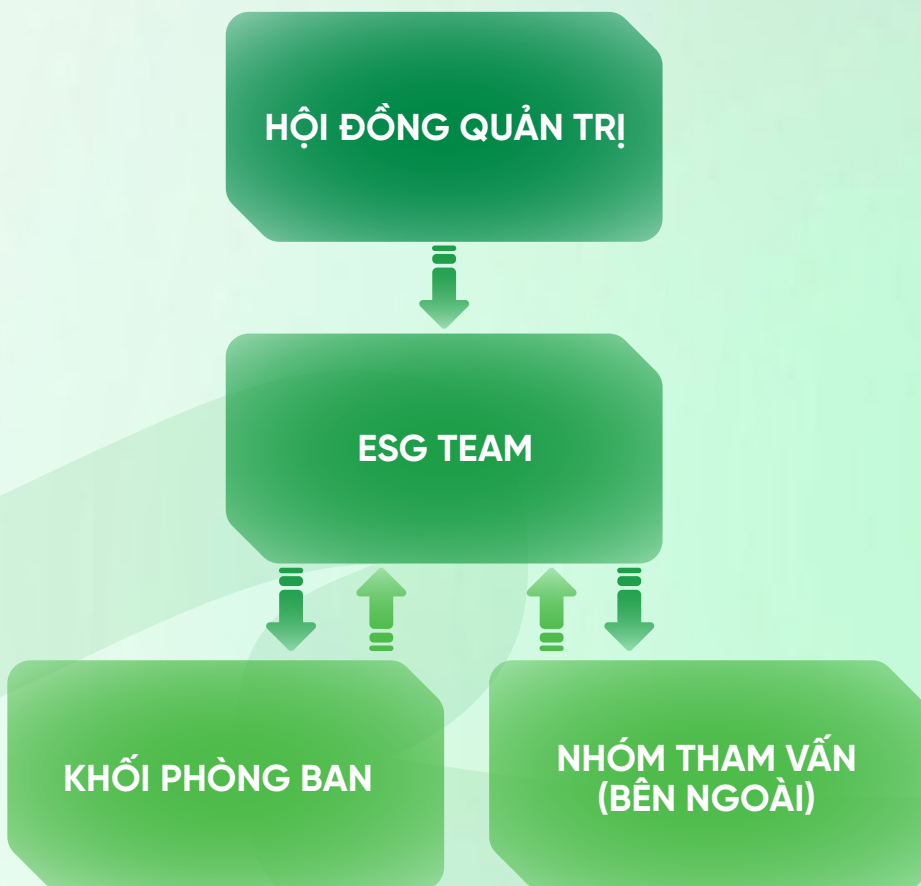 HỘI ĐỒNG QUẢN TRỊ
ESG TEAM
KHỐI PHÒNG BAN
NHÓM THAM VẤN
(BÊN NGOÀI)